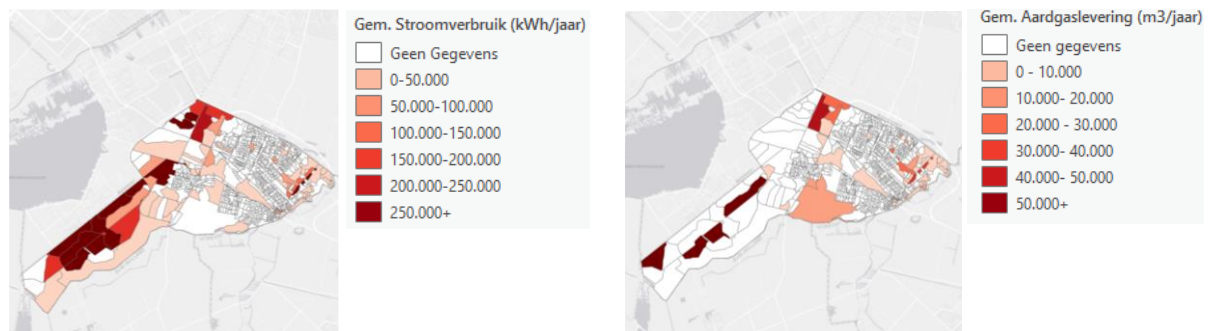 Gem. Stroomverbruik (kWh/jaar)
Geen Gegevens
0-50.000
50.000-100.000
100.000-150.000
150.000-200.000
200.000-250.000
250.000+
Gem. Aardgaslevering (m3/jaar)
Geen gegevens
0 - 10.000
10.000- 20.000
20.000 - 30.000
30.000- 40.000
40.000- 50.000
50.000+